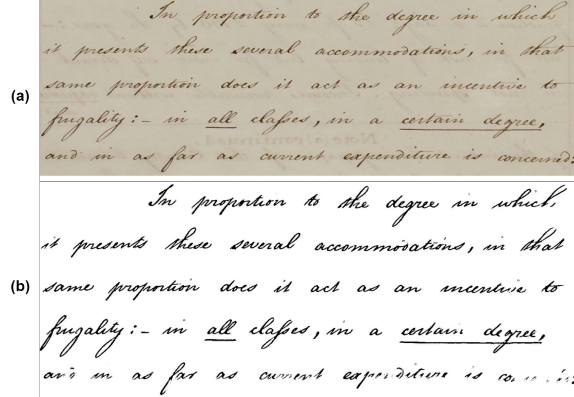 (a)
In proportion to the degree in which
it presents these several accommodations, in that
same proportion does it act as an incentive to
frugality:- in all classes, in a certain degree,
and in as far as current expenditure is concerned:
(b)
In proportion to the degree in which,
it presents these several accommodations, in that
same proportion does it act as an incentive to
frugality:- in all classes, in a certain degree,
and in as far as current expenditure is